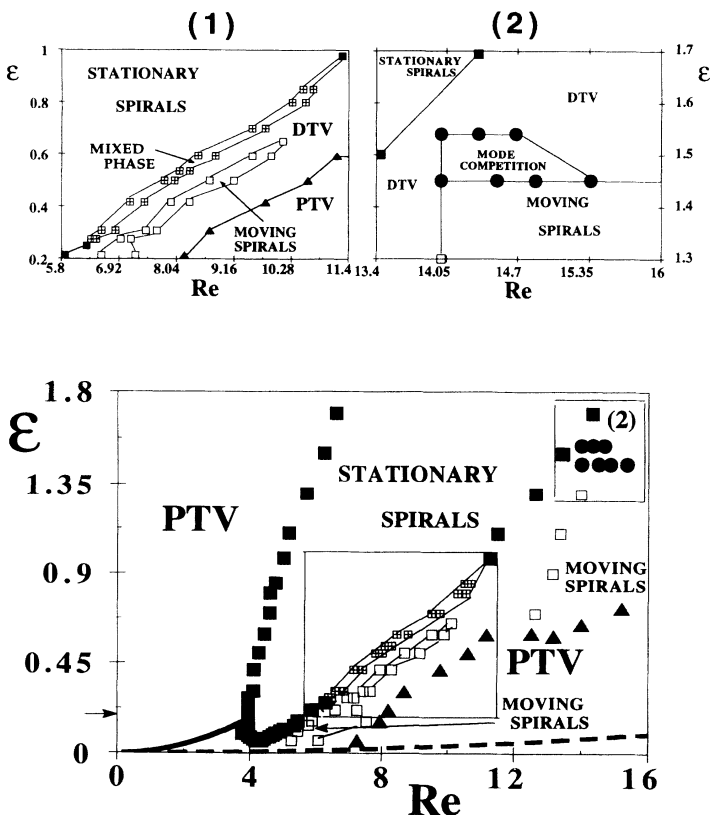 (1)
(2)
ε
1
0.8
0.6
0.4
0.2
STATIONARY
SPIRALS
MIXED
PHASE
DTV
PTV
MOVING
SPIRALS
5.8 6.92 8.04 9.16 10.28 11.4
Re
STATIONARY
SPIRALS
DTV
DTV
MODE
COMPETITION
MOVING
SPIRALS
1.7
ε
1.6
1.5
1.4
1.3
13.4 14.05 14.7 15.35 16
Re
ε
1.8
1.35
0.9
0.45
0
PTV
STATIONARY
SPIRALS
(2)
MOVING
SPIRALS
PTV
MOVING
SPIRALS
0 4 8 12 16
Re